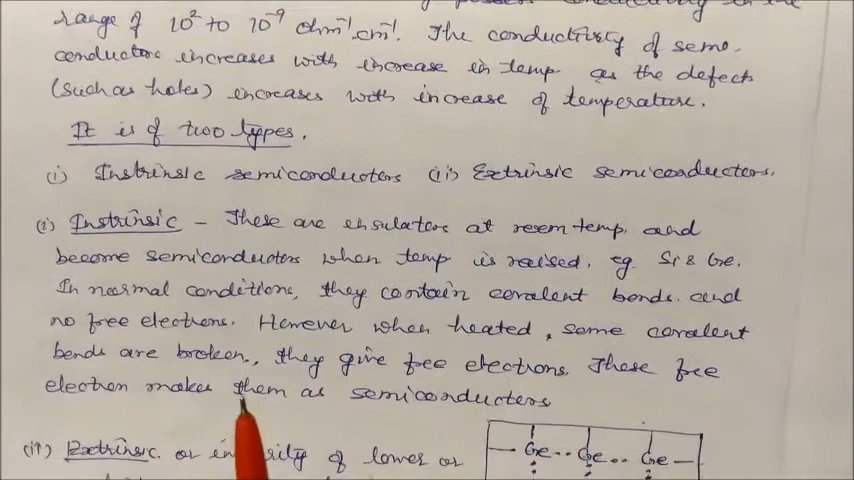 range of 10² to 10⁻⁹ ohm⁻¹ cm⁻¹. The conductivity of semi-
conductors increases with increase in temp as the defects
(such as holes) increases with increase of temperature.
It is of two types.
(i) Instrinsic semiconductors (ii) Extrinsic semiconductors.
(i) Instrinsic - These are insulators at room temp. and
become semiconductors when temp is raised. eg. Si & Ge.
In normal conditions, they contain covalent bonds. and
no free electrons. However when heated, some covalent
bonds are broken., they give free electrons. These free
electron makes them as semiconductors
(ii) Extrinsic. or of lower or
Ge Ge Ge